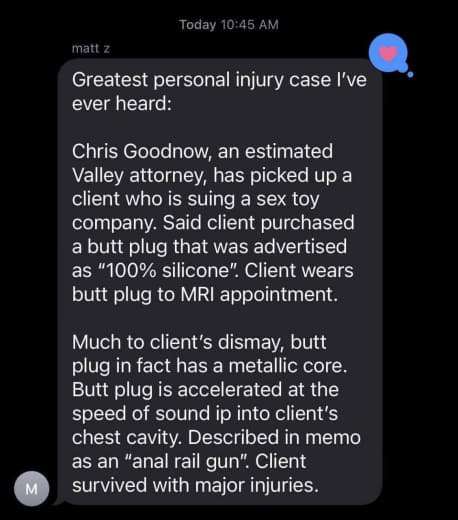 Today 10:45 AM
matt z
Greatest personal injury case I’ve
ever heard:
Chris Goodnow, an estimated
Valley attorney, has picked up a
client who is suing a sex toy
company. Said client purchased
a butt plug that was advertised
as “100% silicone”. Client wears
butt plug to MRI appointment.
Much to client’s dismay, butt
plug in fact has a metallic core.
Butt plug is accelerated at the
speed of sound ip into client’s
chest cavity. Described in memo
as an “anal rail gun”. Client
survived with major injuries.
M